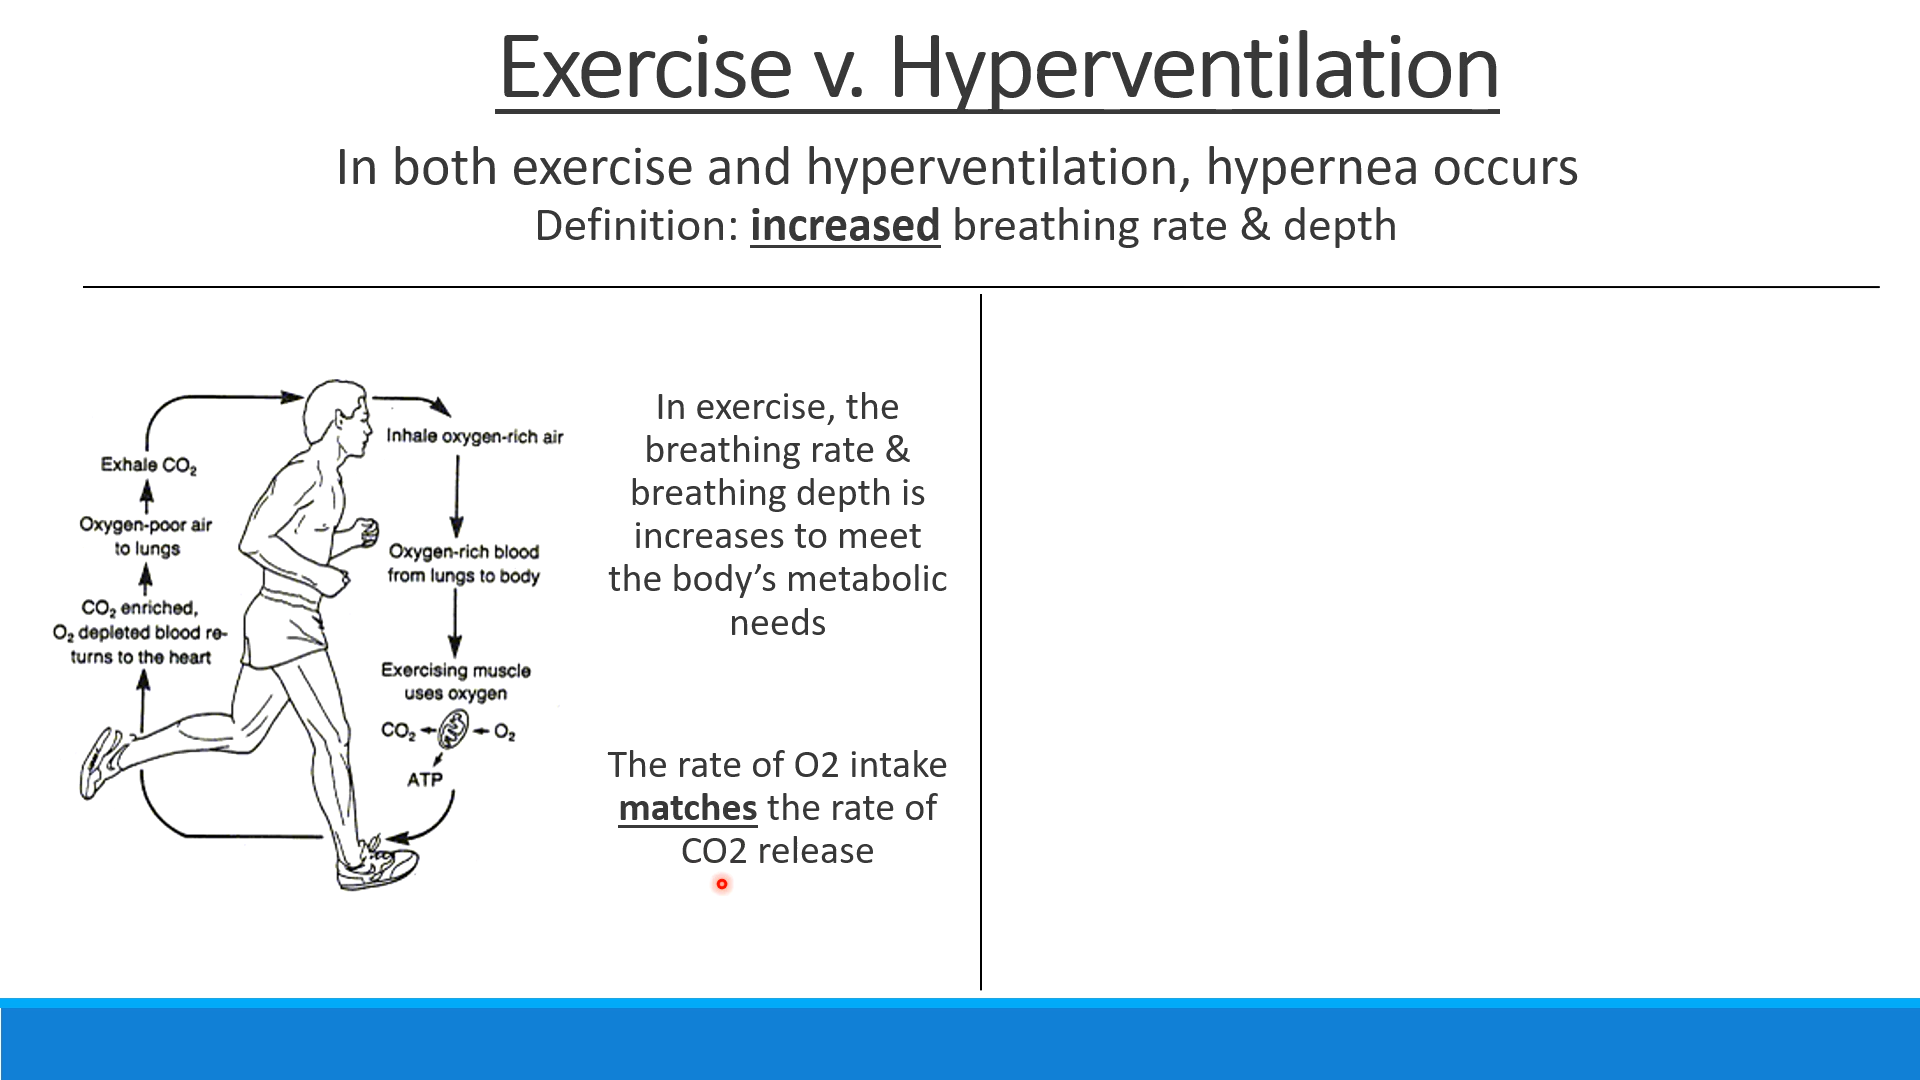 Exercise v. Hyperventilation
In both exercise and hyperventilation, hypernea occurs
Definition: increased breathing rate & depth
Inhale oxygen-rich air
Exhale CO₂
Oxygen-poor air
to lungs
Oxygen-rich blood
from lungs to body
CO₂ enriched,
O₂ depleted blood re-
turns to the heart
Exercising muscle
uses oxygen
CO₂ O₂
ATP
In exercise, the
breathing rate &
breathing depth is
increases to meet
the body’s metabolic
needs
The rate of O2 intake
matches the rate of
CO2 release